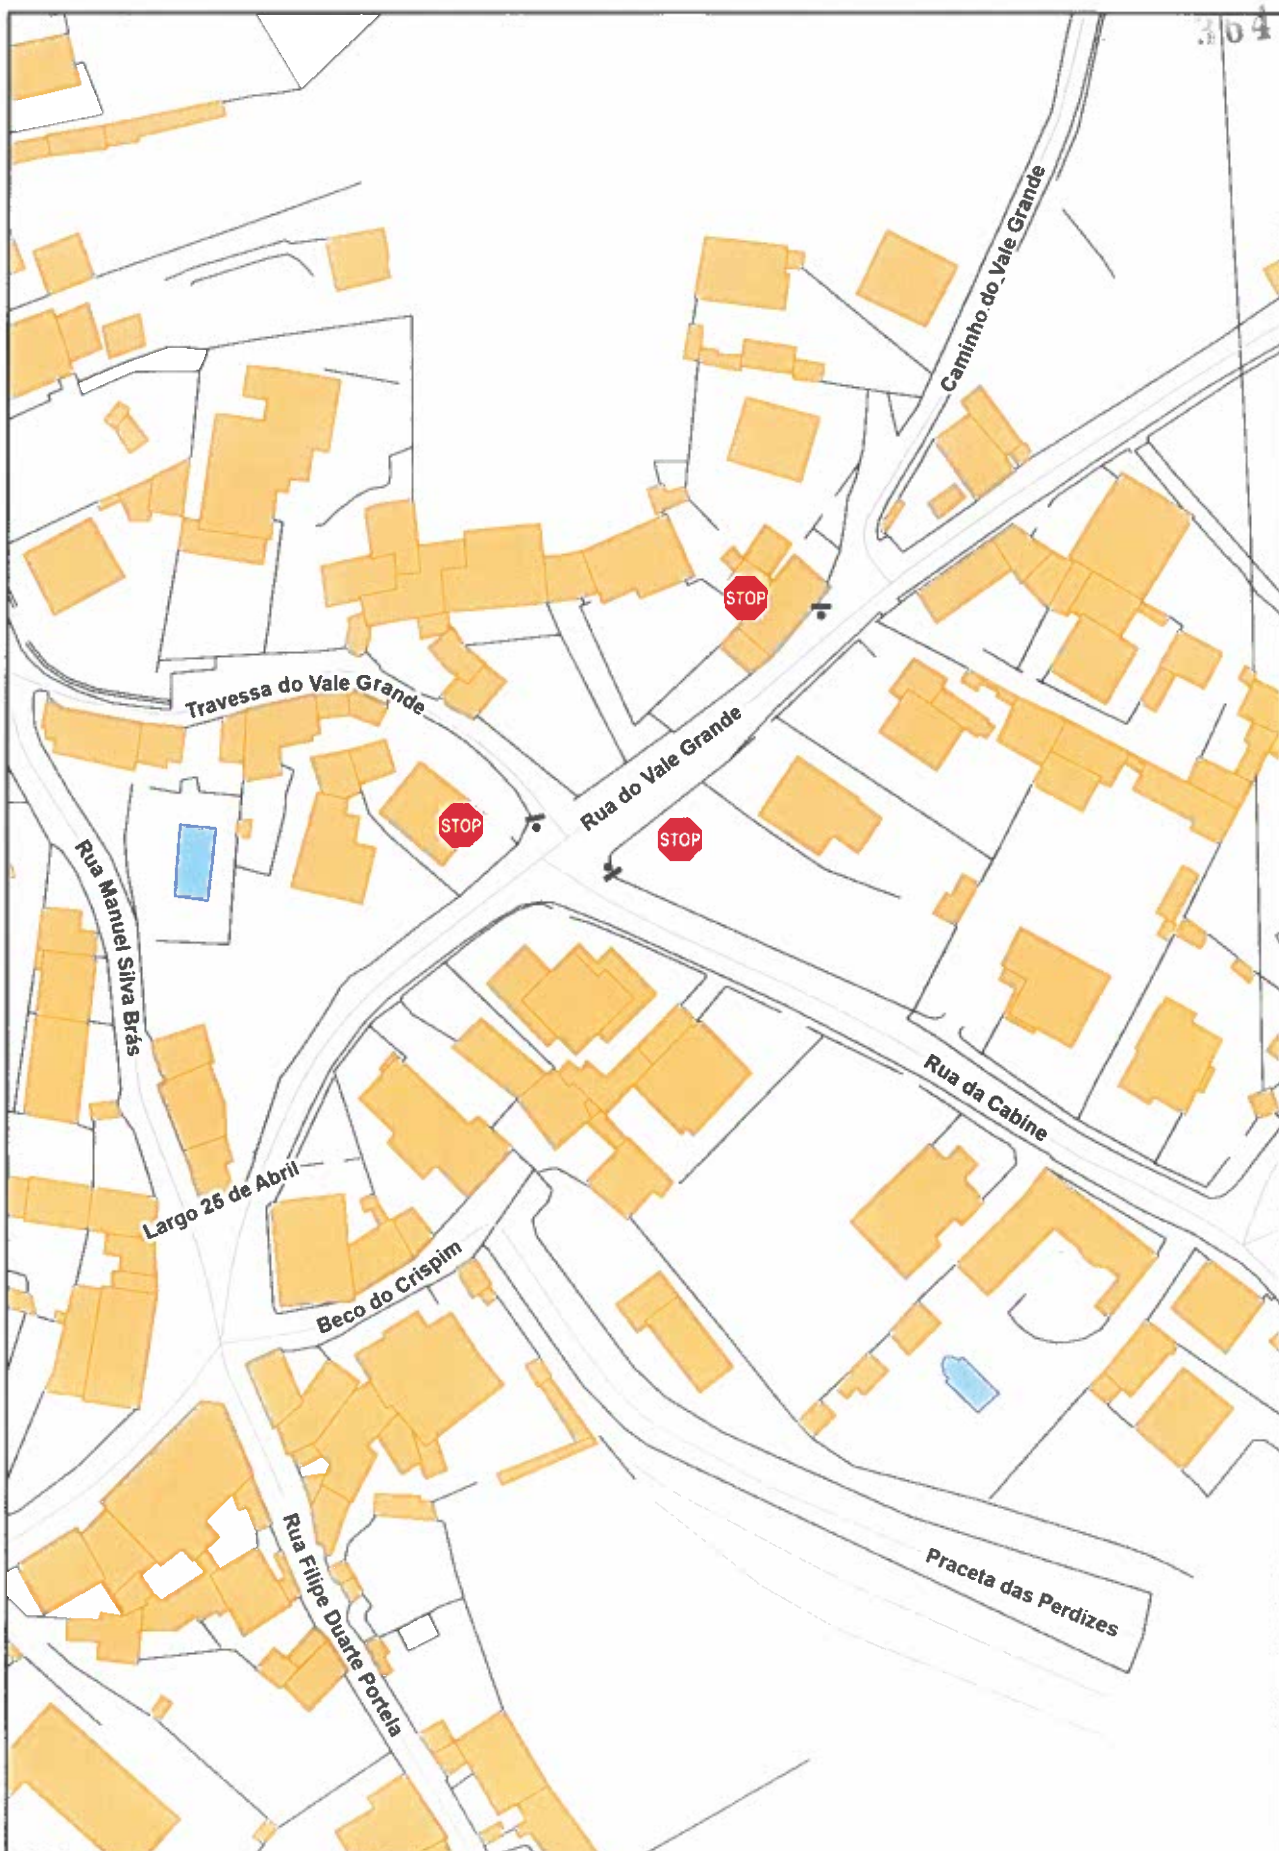 364
Caminho do Vale Grande
STOP
Travessa do Vale Grande
Rua do Vale Grande
STOP
STOP
Rua Manuel Silva Brás
Rua da Cabine
Largo 25 de Abril
Beco do Crispim
Rua Filipe Duarte Portela
Praceta das Perdizes